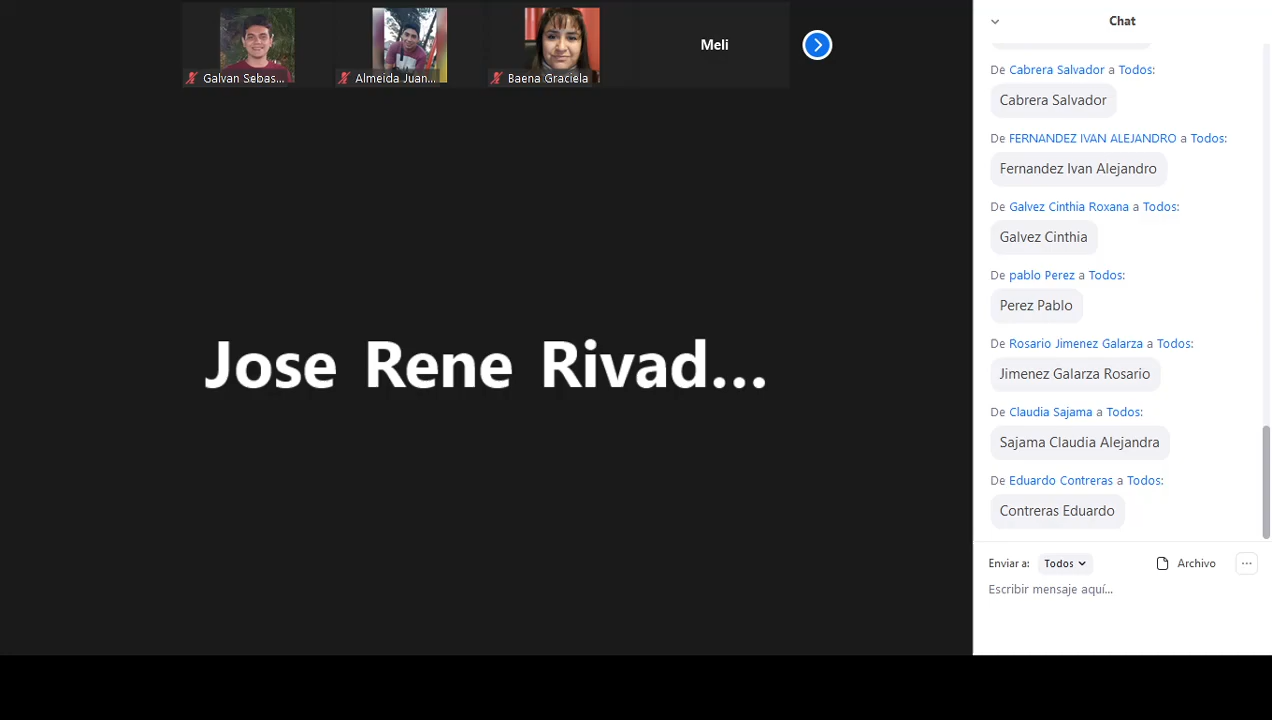 Galvan Sebas...
Almeida Juan...
Baena Graciela
Meli
Jose Rene Rivad...
Chat
De Cabrera Salvador a Todos:
Cabrera Salvador
De FERNANDEZ IVAN ALEJANDRO a Todos:
Fernandez Ivan Alejandro
De Galvez Cinthia Roxana a Todos:
Galvez Cinthia
De pablo Perez a Todos:
Perez Pablo
De Rosario Jimenez Galarza a Todos:
Jimenez Galarza Rosario
De Claudia Sajama a Todos:
Sajama Claudia Alejandra
De Eduardo Contreras a Todos:
Contreras Eduardo
Enviar a: Todos Archivo ...
Escribir mensaje aquí...